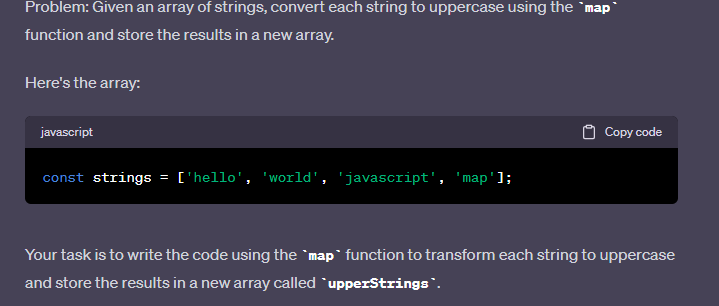 Problem: Given an array of strings, convert each string to uppercase using the `map`
function and store the results in a new array.
Here's the array:
javascript
Copy code
const strings = ['hello', 'world', 'javascript', 'map'];
Your task is to write the code using the `map` function to transform each string to uppercase
and store the results in a new array called `upperStrings`.